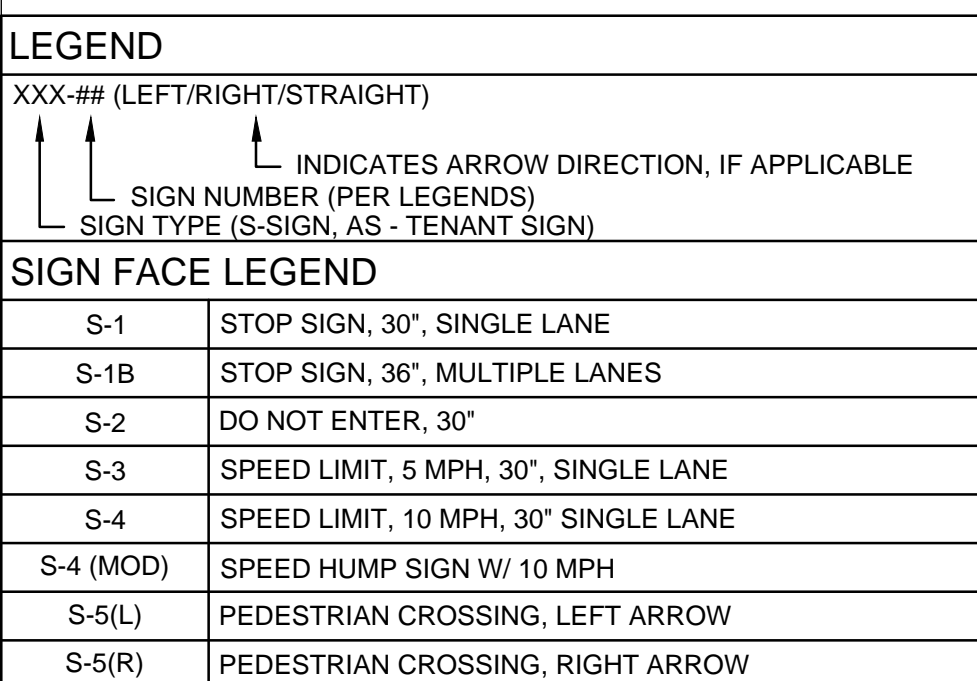 LEGEND
XXX-## (LEFT/RIGHT/STRAIGHT)
INDICATES ARROW DIRECTION, IF APPLICABLE
SIGN NUMBER (PER LEGENDS)
SIGN TYPE (S-SIGN, AS - TENANT SIGN)
SIGN FACE LEGEND
S-1 STOP SIGN, 30", SINGLE LANE
S-1B STOP SIGN, 36", MULTIPLE LANES
S-2 DO NOT ENTER, 30"
S-3 SPEED LIMIT, 5 MPH, 30", SINGLE LANE
S-4 SPEED LIMIT, 10 MPH, 30" SINGLE LANE
S-4 (MOD) SPEED HUMP SIGN W/ 10 MPH
S-5(L) PEDESTRIAN CROSSING, LEFT ARROW
S-5(R) PEDESTRIAN CROSSING, RIGHT ARROW